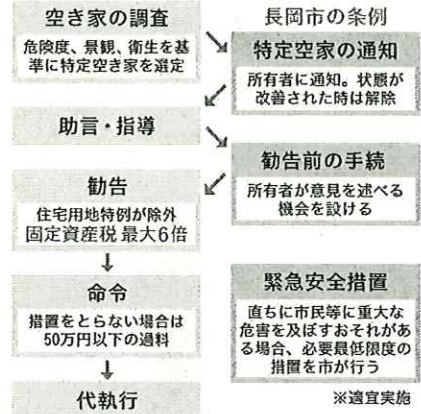 空き家の調査
危険度、景観、衛生を基
準に特定空き家を選定
長岡市の条例
特定空家の通知
所有者に通知。状態が
改善された時は解除
助言・指導
勧告前の手続
所有者が意見を述べる
機会を設ける
勧告
住宅用地特例が除外
固定資産税 最大6倍
命令
措置をとらない場合は
50万円以下の過料
代執行
緊急安全措置
直ちに市民等に重大な
危害を及ぼすおそれがあ
る場合、必要最低限度の
措置を市が行う
※適宜実施